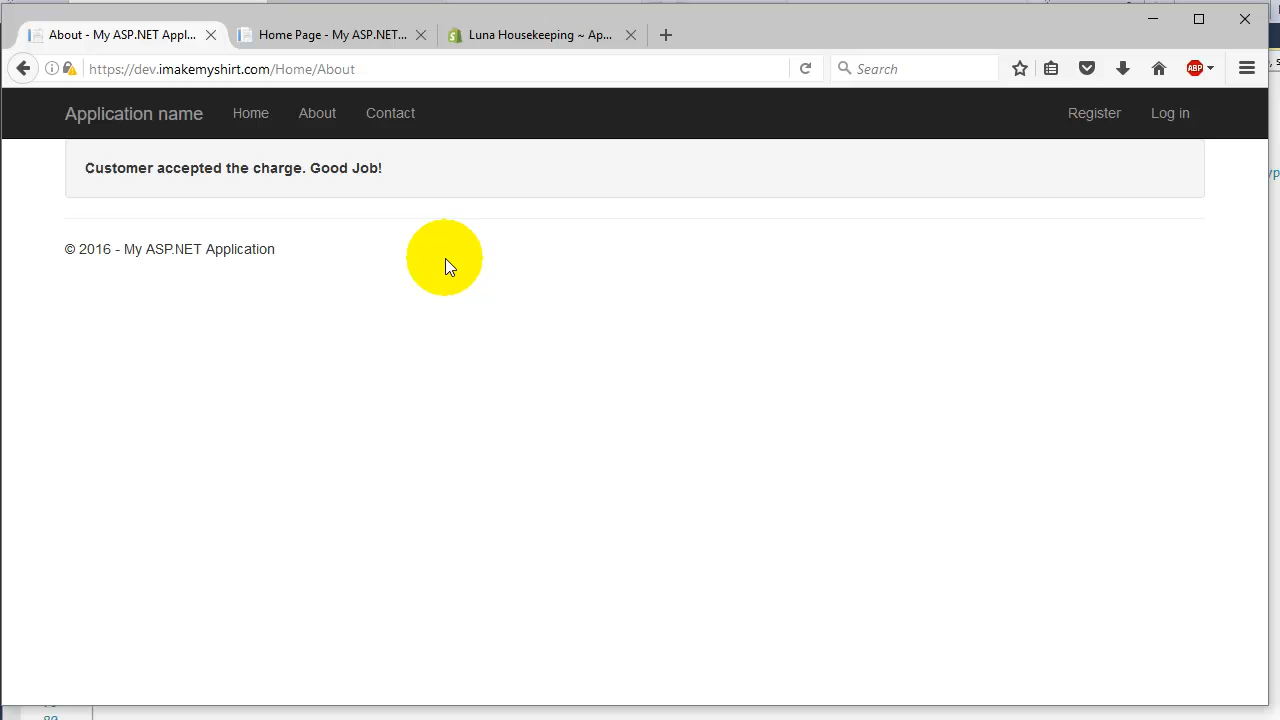 About - My ASP.NET Appl...
Home Page - My ASP.NET...
Luna Housekeeping ~ Ap...
https://dev.imakemyshirt.com/Home/About
Search
ABP
Application name
Home
About
Contact
Register
Log in
Customer accepted the charge. Good Job!
© 2016 - My ASP.NET Application